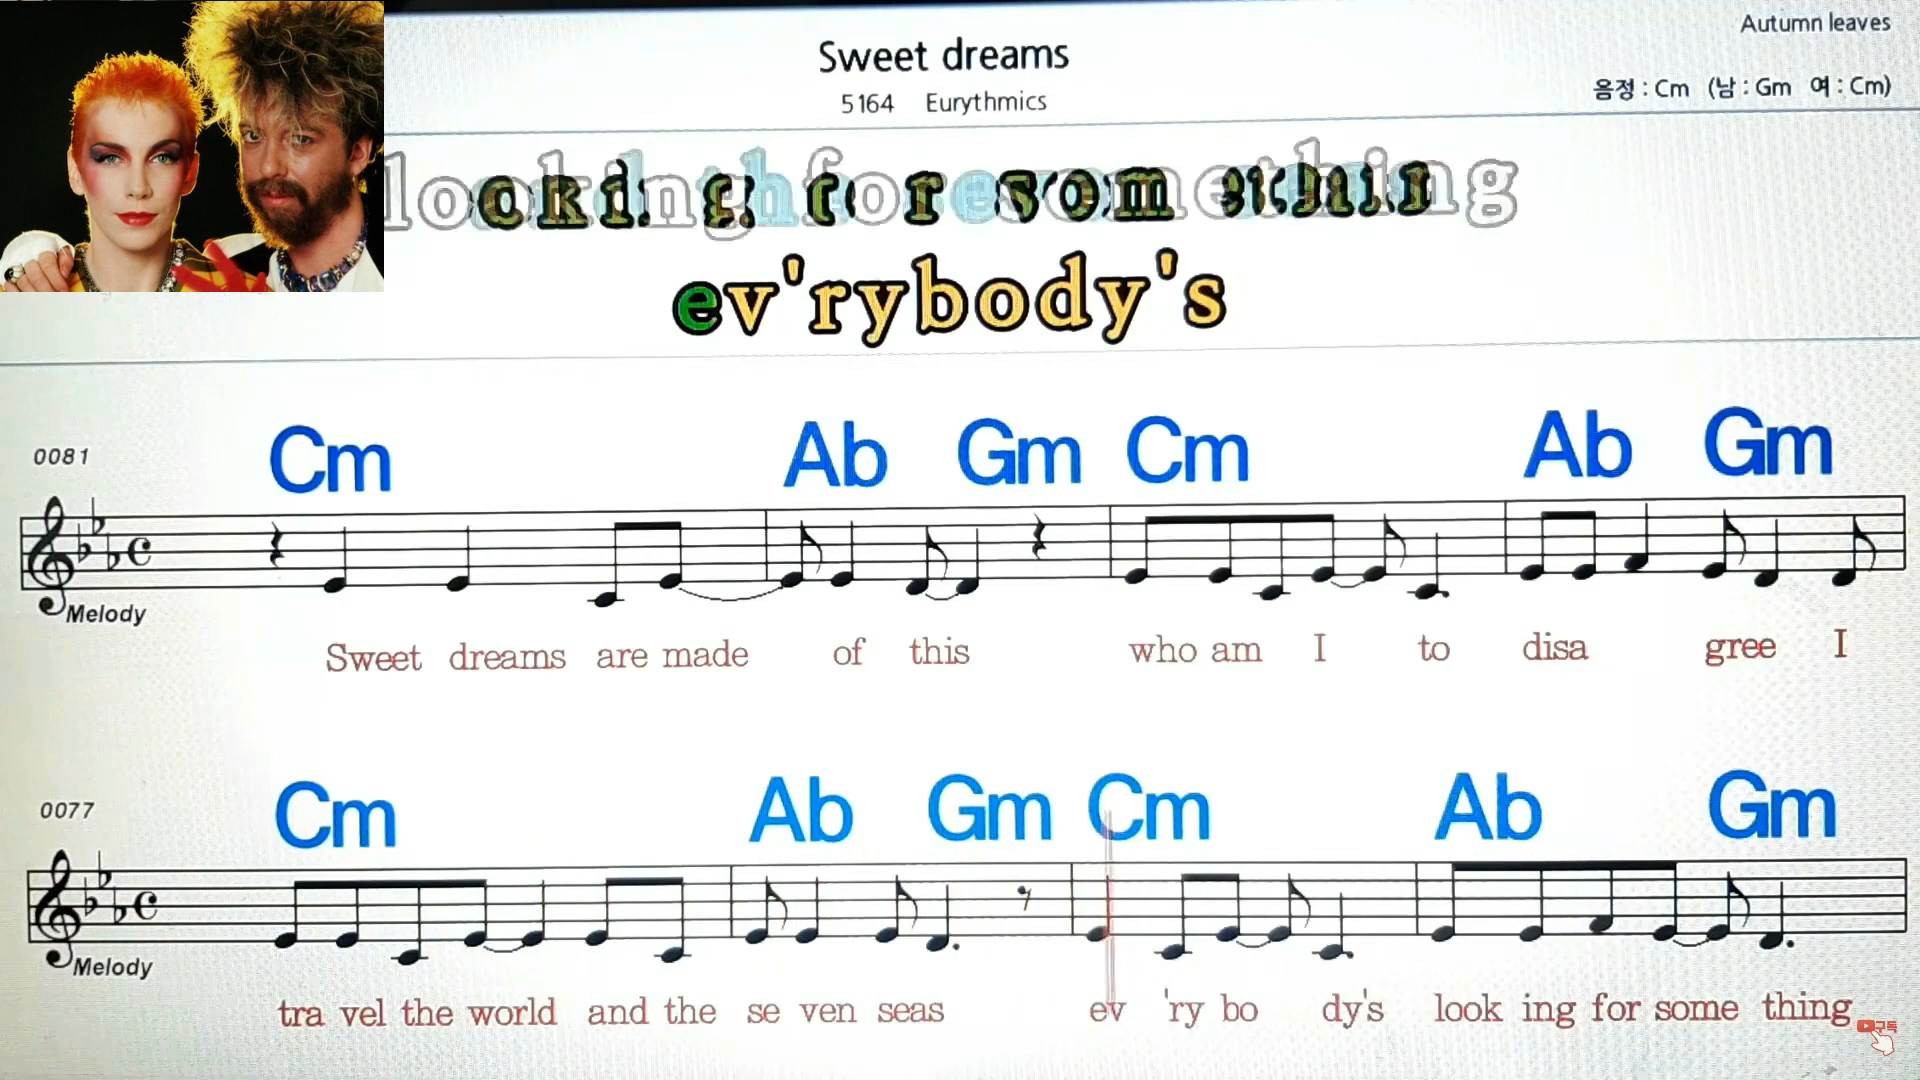 Autumn leaves
Sweet dreams
5164 Eurythmics
음정 : Cm (남 : Gm 여 : Cm)
looking for something
ev'rybody's
0081
Cm Ab Gm Cm Ab Gm
Melody
Sweet dreams are made of this who am I to disa gree I
0077
Cm Ab Gm Cm Ab Gm
Melody
tra vel the world and the se ven seas ev 'ry bo dy's look ing for some thing
구독